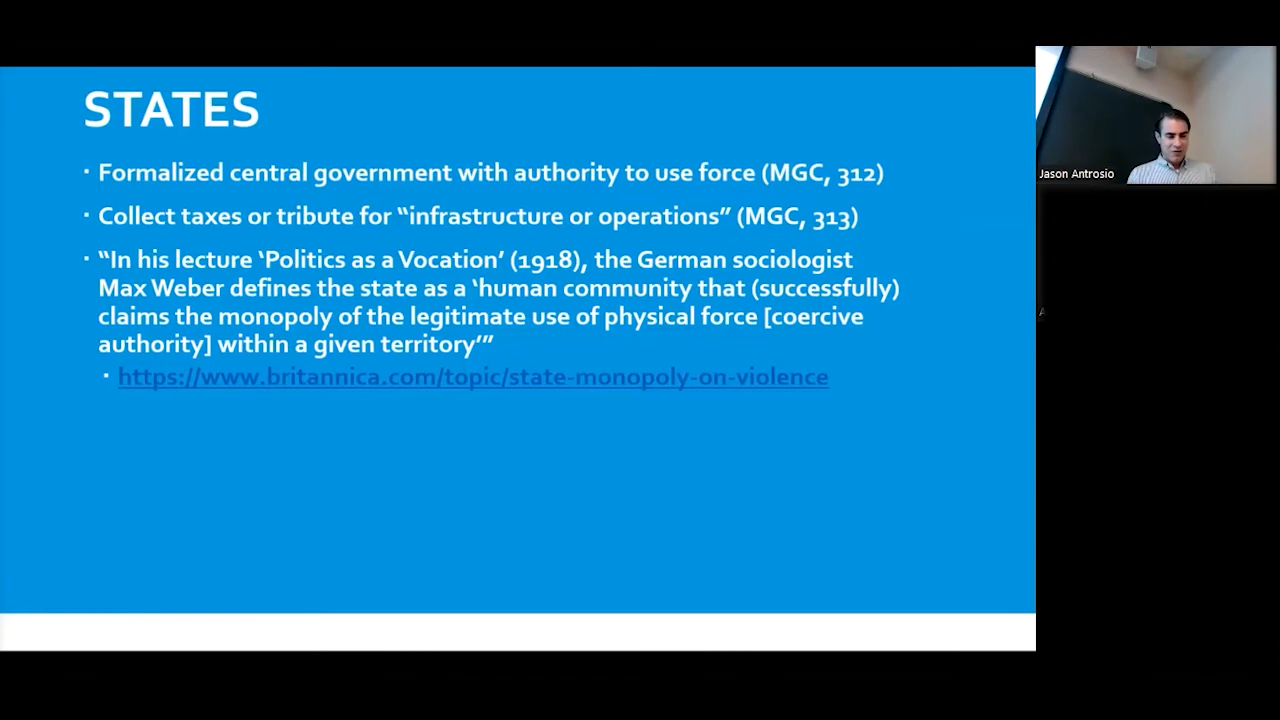 STATES
· Formalized central government with authority to use force (MGC, 312)
· Collect taxes or tribute for “infrastructure or operations” (MGC, 313)
· “In his lecture ‘Politics as a Vocation’ (1918), the German sociologist
Max Weber defines the state as a ‘human community that (successfully)
claims the monopoly of the legitimate use of physical force [coercive
authority] within a given territory’”
· https://www.britannica.com/topic/state-monopoly-on-violence
Jason Antrosio